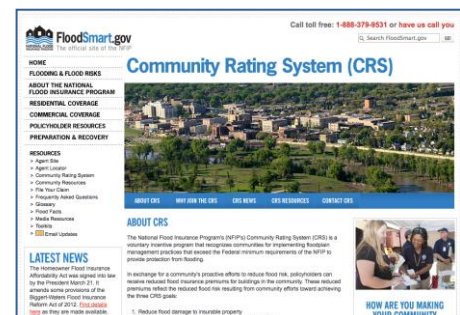 Call toll free: 1-888-379-9531 or have us call you
FloodSmart.gov
The official site of the NFIP
Search FloodSmart.gov
HOME
FLOODING & FLOOD RISKS
ABOUT THE NATIONAL
FLOOD INSURANCE PROGRAM
RESIDENTIAL COVERAGE
COMMERCIAL COVERAGE
POLICYHOLDER RESOURCES
PREPARATION & RECOVERY
RESOURCES
> Agent Site
> Agent Locator
> Community Rating System
> Community Resources
> File Your Claim
> Frequently Asked Questions
> Glossary
> Flood Facts
> Media Resources
> Toolkits
> Email Updates
LATEST NEWS
The Homeowner Flood Insurance
Affordability Act was signed into law
by the President March 21. It
amends some provisions of the
Biggert-Waters Flood Insurance
Reform Act of 2012. Find details
here as they are made available.
Community Rating System (CRS)
ABOUT CRS WHY JOIN THE CRS CRS NEWS CRS RESOURCES CONTACT CRS
ABOUT CRS
The National Flood Insurance Program's (NFIP's) Community Rating System (CRS) is a
voluntary incentive program that recognizes communities for implementing floodplain
management practices that exceed the Federal minimum requirements of the NFIP to
provide protection from flooding.
In exchange for a community's proactive efforts to reduce flood risk, policyholders can
receive reduced flood insurance premiums for buildings in the community. These reduced
premiums reflect the reduced flood risk resulting from community efforts toward achieving
the three CRS goals:
1. Reduce flood damage to insurable property
HOW ARE YOU MAKING
YOUR COMMUNITY